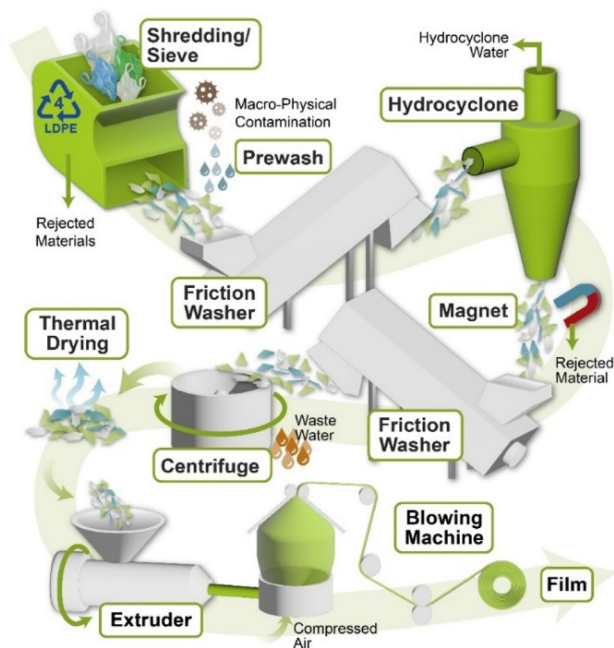 Shredding/
Sieve
4
LDPE
Macro-Physical
Contamination
Prewash
Rejected
Materials
Hydrocyclone
Water
Hydrocyclone
Friction
Washer
Magnet
Rejected
Material
Thermal
Drying
Waste
Water
Centrifuge
Friction
Washer
Blowing
Machine
Film
Extruder
Compressed
Air